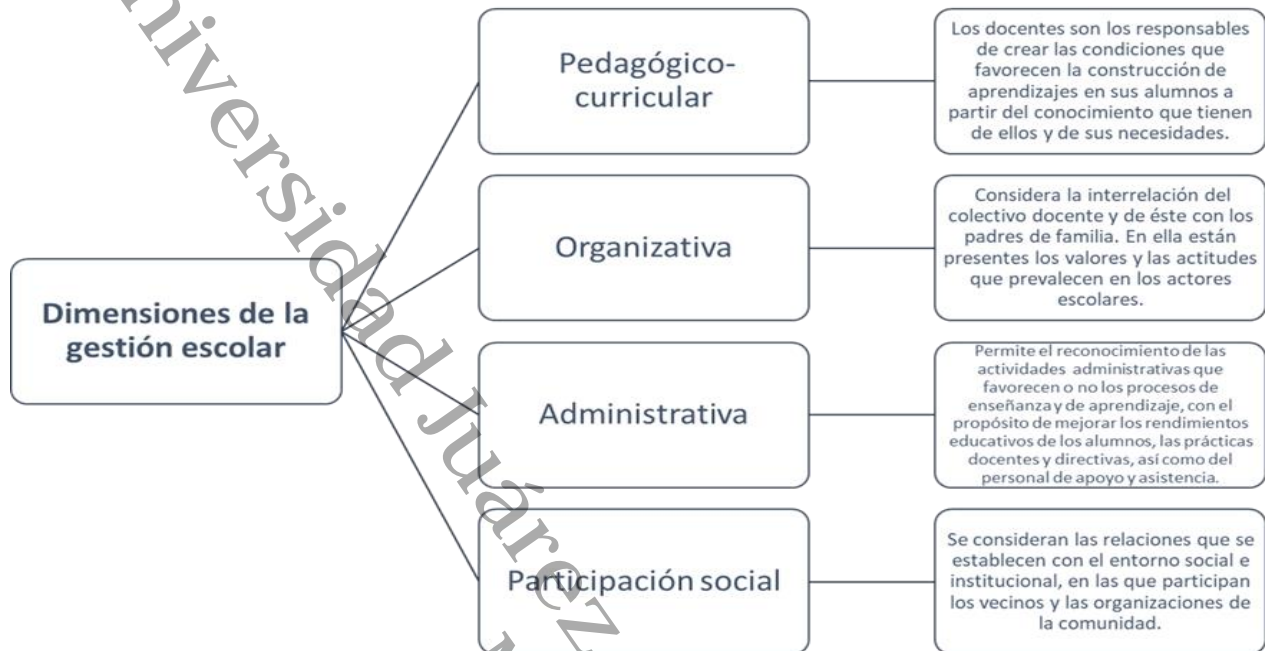 Dimensiones de la
gestión escolar
Pedagógico-
curricular
Los docentes son los responsables
de crear las condiciones que
favorecen la construcción de
aprendizajes en sus alumnos a
partir del conocimiento que tienen
de ellos y de sus necesidades.
Organizativa
Considera la interrelación del
colectivo docente y de éste con los
padres de familia. En ella están
presentes los valores y las actitudes
que prevalecen en los actores
escolares.
Administrativa
Permite el reconocimiento de las
actividades administrativas que
favorecen o no los procesos de
enseñanza y de aprendizaje, con el
propósito de mejorar los rendimientos
educativos de los alumnos, las prácticas
docentes y directivas, así como del
personal de apoyo y asistencia.
Participación social
Se consideran las relaciones que se
establecen con el entorno social e
institucional, en las que participan
los vecinos y las organizaciones de
la comunidad.
niversidad Juárez